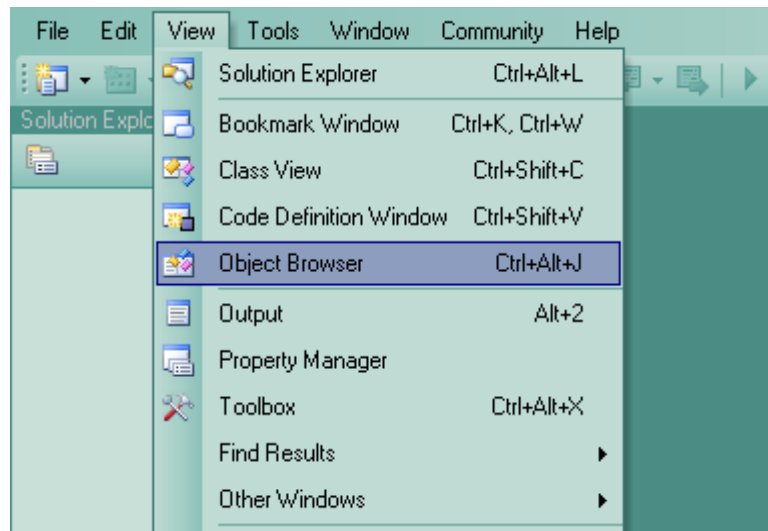 File Edit View Tools Window Community Help
Solution Explorer Ctrl+Alt+L
Solution Explo
Bookmark Window Ctrl+K, Ctrl+W
Class View Ctrl+Shift+C
Code Definition Window Ctrl+Shift+V
Object Browser Ctrl+Alt+J
Output Alt+2
Property Manager
Toolbox Ctrl+Alt+X
Find Results
Other Windows